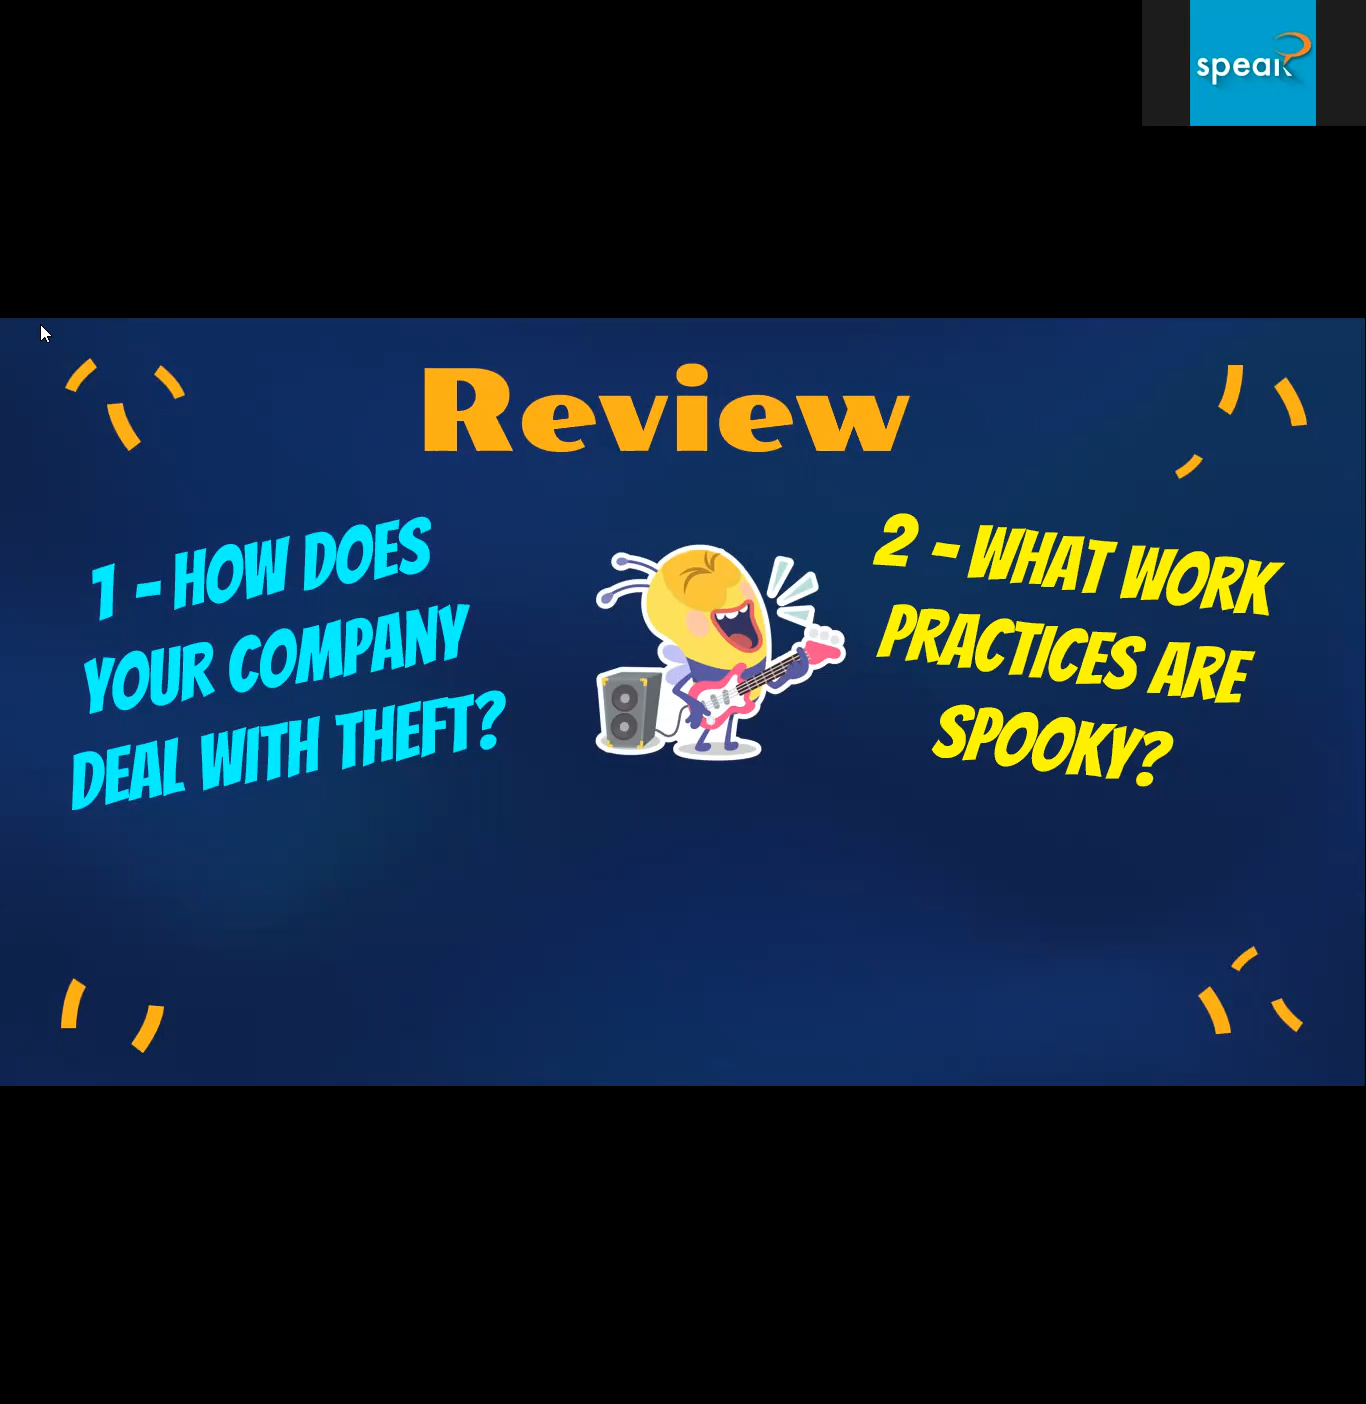 speak
Review
1 - HOW DOES
YOUR COMPANY
DEAL WITH THEFT?
2 - WHAT WORK
PRACTICES ARE
SPOOKY?